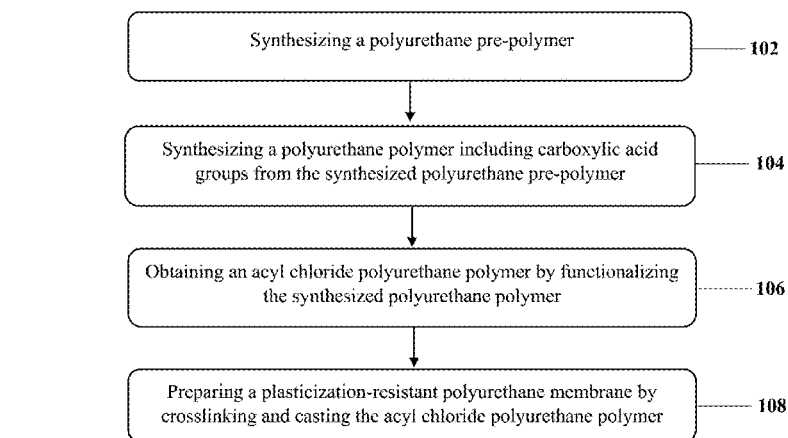 Synthesizing a polyurethane pre-polymer
102
Synthesizing a polyurethane polymer including carboxylic acid
groups from the synthesized polyurethane pre-polymer
104
Obtaining an acyl chloride polyurethane polymer by functionalizing
the synthesized polyurethane polymer
106
Preparing a plasticization-resistant polyurethane membrane by
crosslinking and casting the acyl chloride polyurethane polymer
108